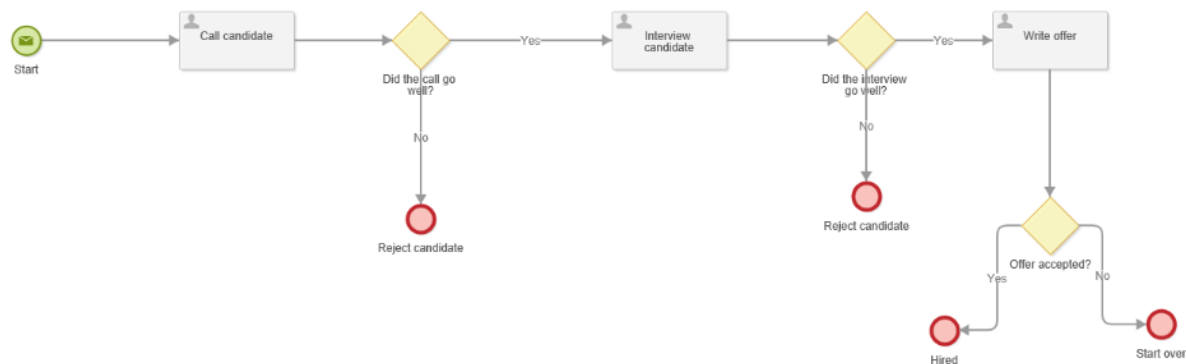 Start
Call candidate
Did the call go
well?
Yes
No
Reject candidate
Interview
candidate
Did the interview
go well?
Yes
No
Reject candidate
Write offer
Offer accepted?
Yes
No
Hired
Start over